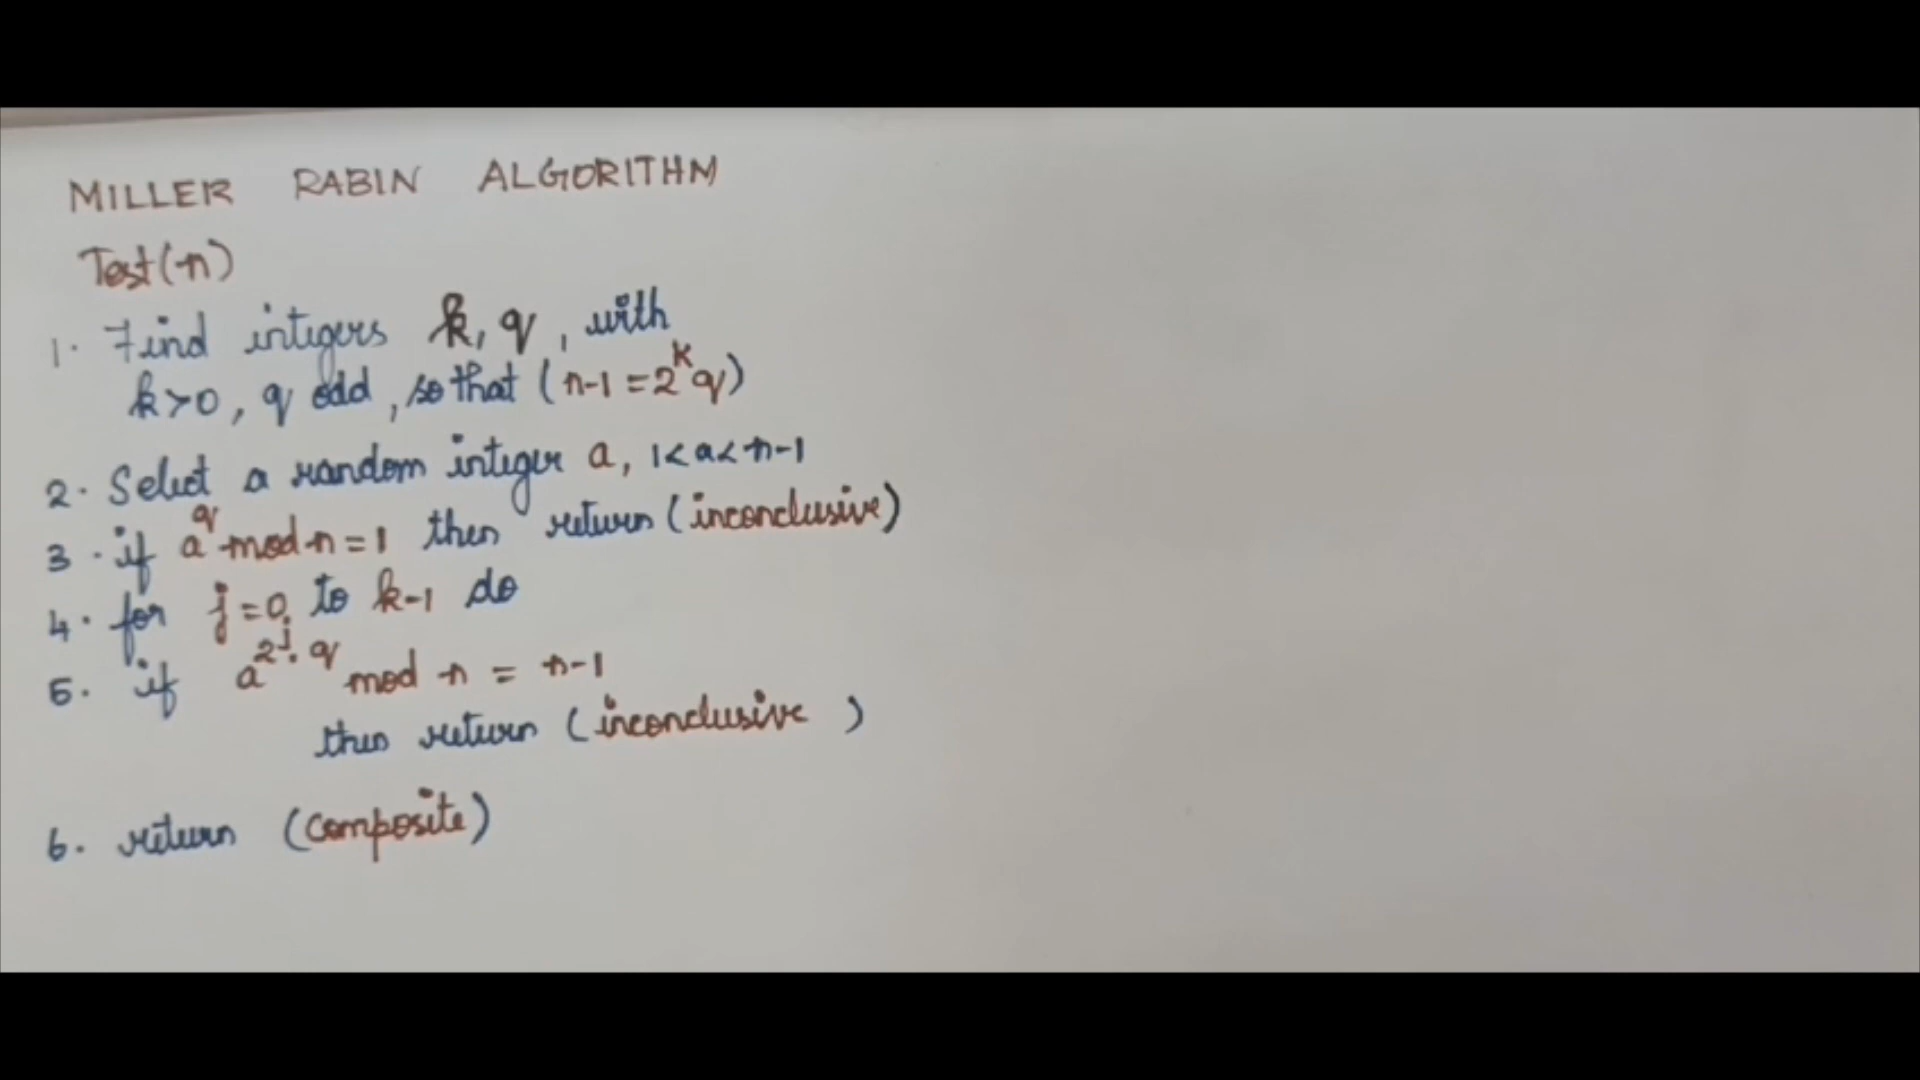 MILLER RABIN ALGORITHM
Test(n)
1. Find integers k, q, with
k>0, q odd, so that (n-1=2^k q)
2. Select a random integer a, 1<a<n-1
3. if a^q mod n = 1 then return (inconclusive)
4. for j=0 to k-1 do
5. if a^2^j.q mod n = n-1
then return (inconclusive)
6. return (composite)